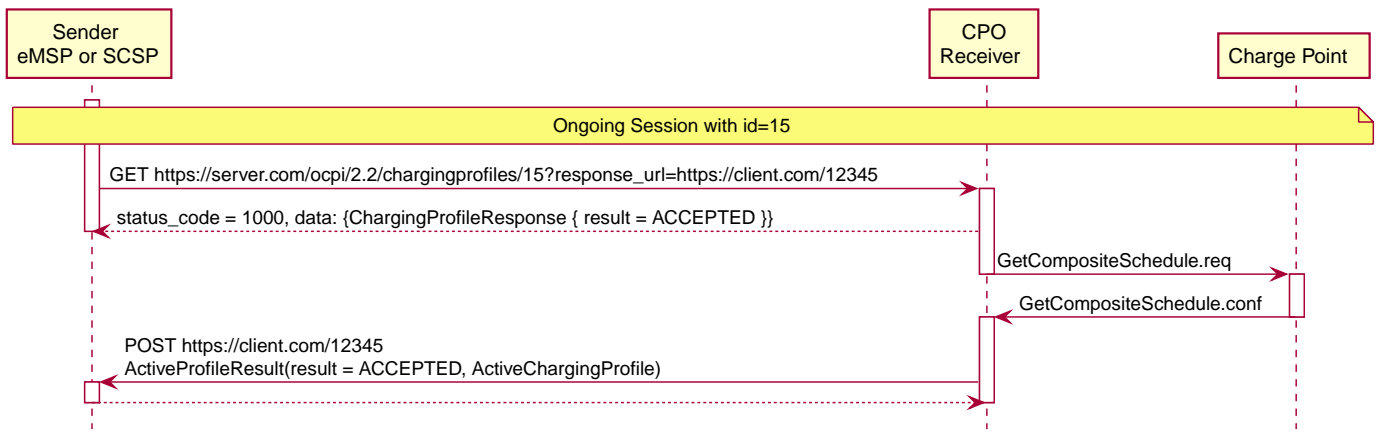 Sender
eMSP or SCSP
CPO
Receiver
Charge Point
Ongoing Session with id=15
GET https://server.com/ocpi/2.2/chargingprofiles/15?response_url=https://client.com/12345
status_code = 1000, data: {ChargingProfileResponse { result = ACCEPTED }}
GetCompositeSchedule.req
GetCompositeSchedule.conf
POST https://client.com/12345
ActiveProfileResult(result = ACCEPTED, ActiveChargingProfile)